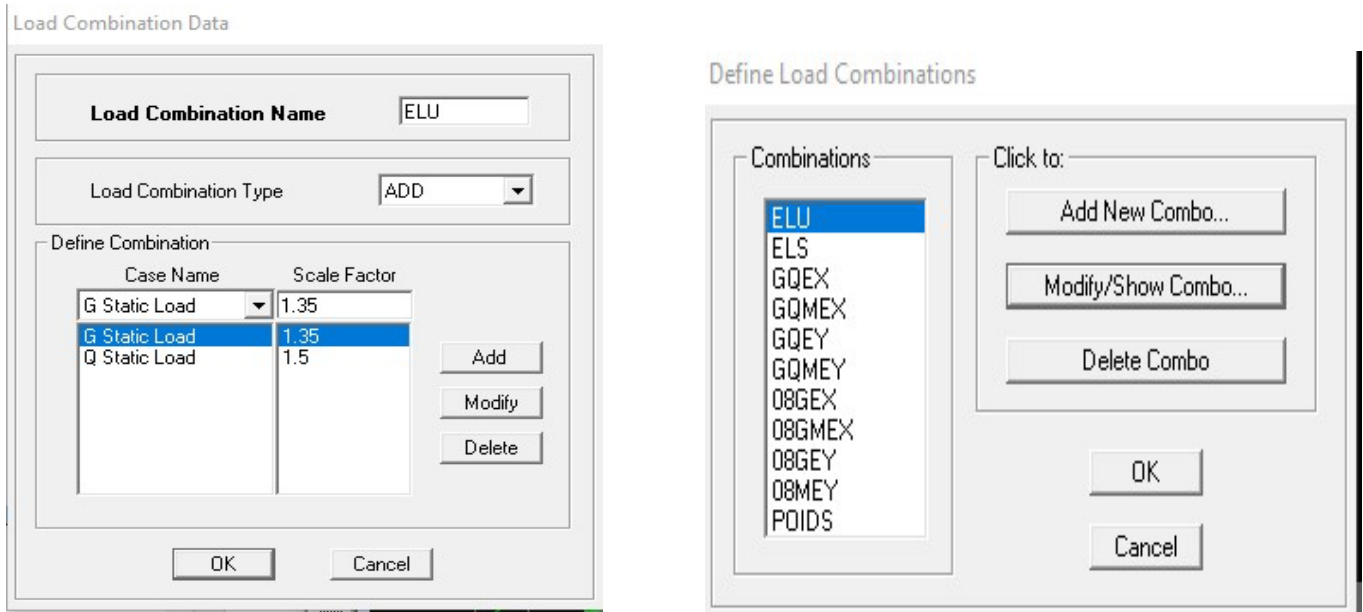 Load Combination Data
Load Combination Name ELU
Load Combination Type ADD
Define Combination
Case Name Scale Factor
G Static Load 1.35
G Static Load 1.35
Q Static Load 1.5
Add
Modify
Delete
OK Cancel
Define Load Combinations
Combinations
ELU
ELS
GQEX
GQMEX
GQEY
GQMEY
08GEX
08GMEX
08GEY
08MEY
POIDS
Click to:
Add New Combo...
Modify/Show Combo...
Delete Combo
OK
Cancel